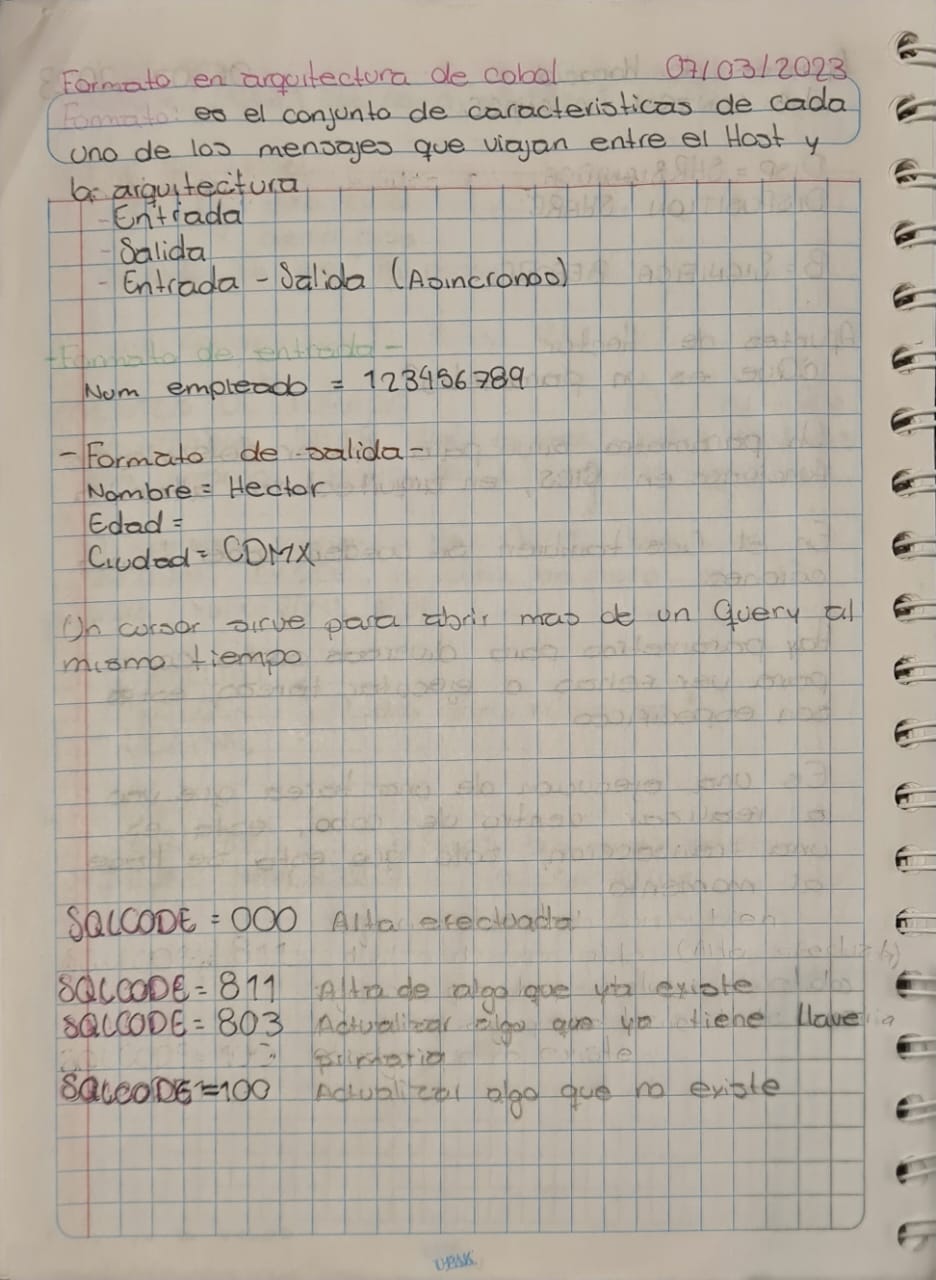 Formato en arquitectura de cobol 07/03/2023
Formato: es el conjunto de caracteristicas de cada
uno de los mensajes que viajan entre el Host y
la arquitectura
- Entrada
- Salida
- Entrada - Salida (Asincronos)
- Formato de entrada -
Num empleado = 123456789
- Formato de salida -
Nombre = Hector
Edad =
Ciudad = CDMX
Un cursor sirve para abrir mas de un Query al
mismo tiempo
SQLCODE = 000 Alta efectuada
SQLCODE = 811 Alta de algo que ya existe
SQLCODE = 803 Actualizar algo que ya tiene llave
primaria
SQLCODE = 100 Actualizar algo que no existe